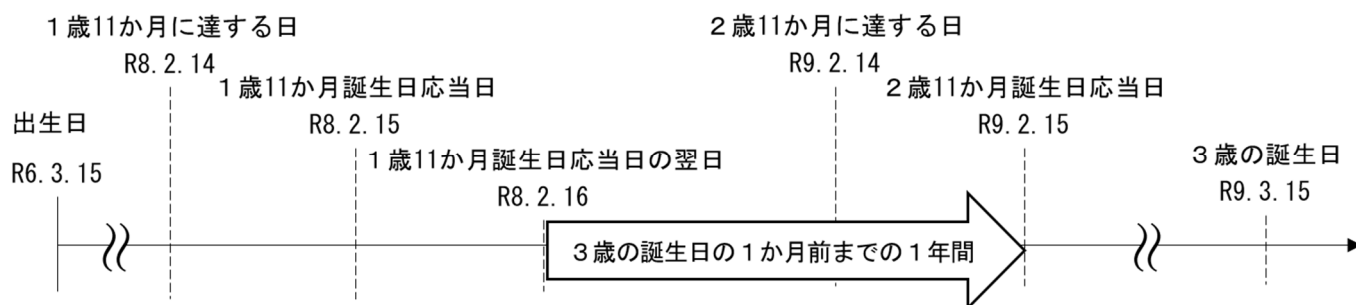 １歳11か月に達する日
R8.2.14
２歳11か月に達する日
R9.2.14
１歳11か月誕生日応当日
R8.2.15
２歳11か月誕生日応当日
R9.2.15
出生日
R6.3.15
１歳11か月誕生日応当日の翌日
R8.2.16
３歳の誕生日
R9.3.15
３歳の誕生日の１か月前までの１年間